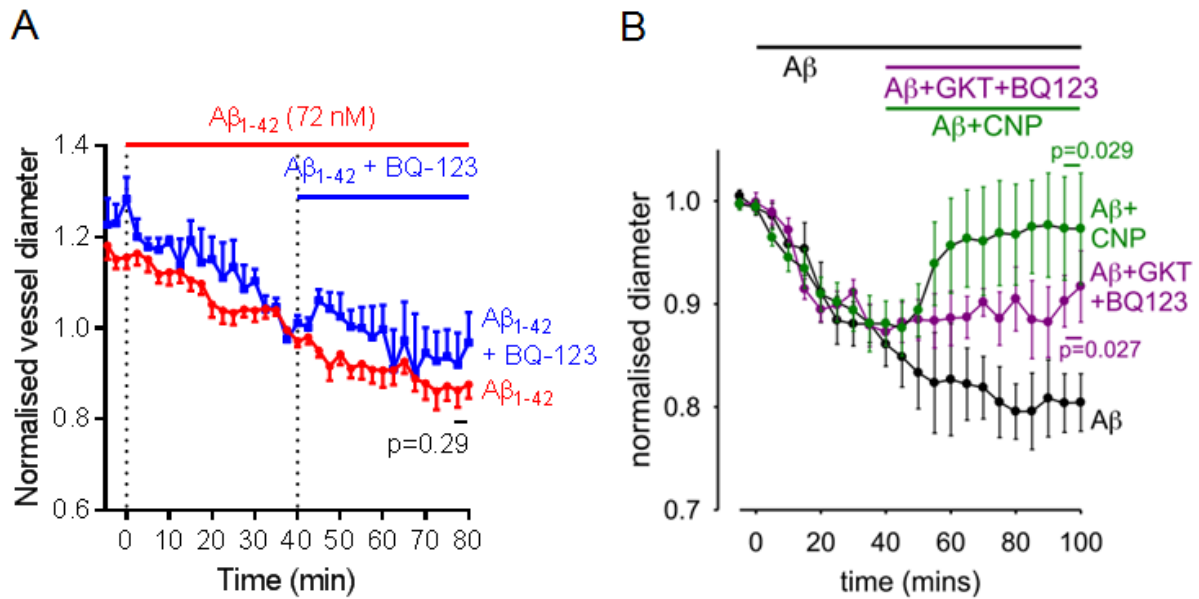 A
Aβ1-42 (72 nM)
Aβ1-42 + BQ-123
Normalised vessel diameter
1.4
1.2
1.0
0.8
0.6
Aβ1-42
+ BQ-123
Aβ1-42
p=0.29
0 10 20 30 40 50 60 70 80
Time (min)
B
Aβ
Aβ+GKT+BQ123
Aβ+CNP
p=0.029
normalised diameter
1.0
0.9
0.8
0.7
Aβ+
CNP
Aβ+GKT
+BQ123
p=0.027
Aβ
0 20 40 60 80 100
time (mins)